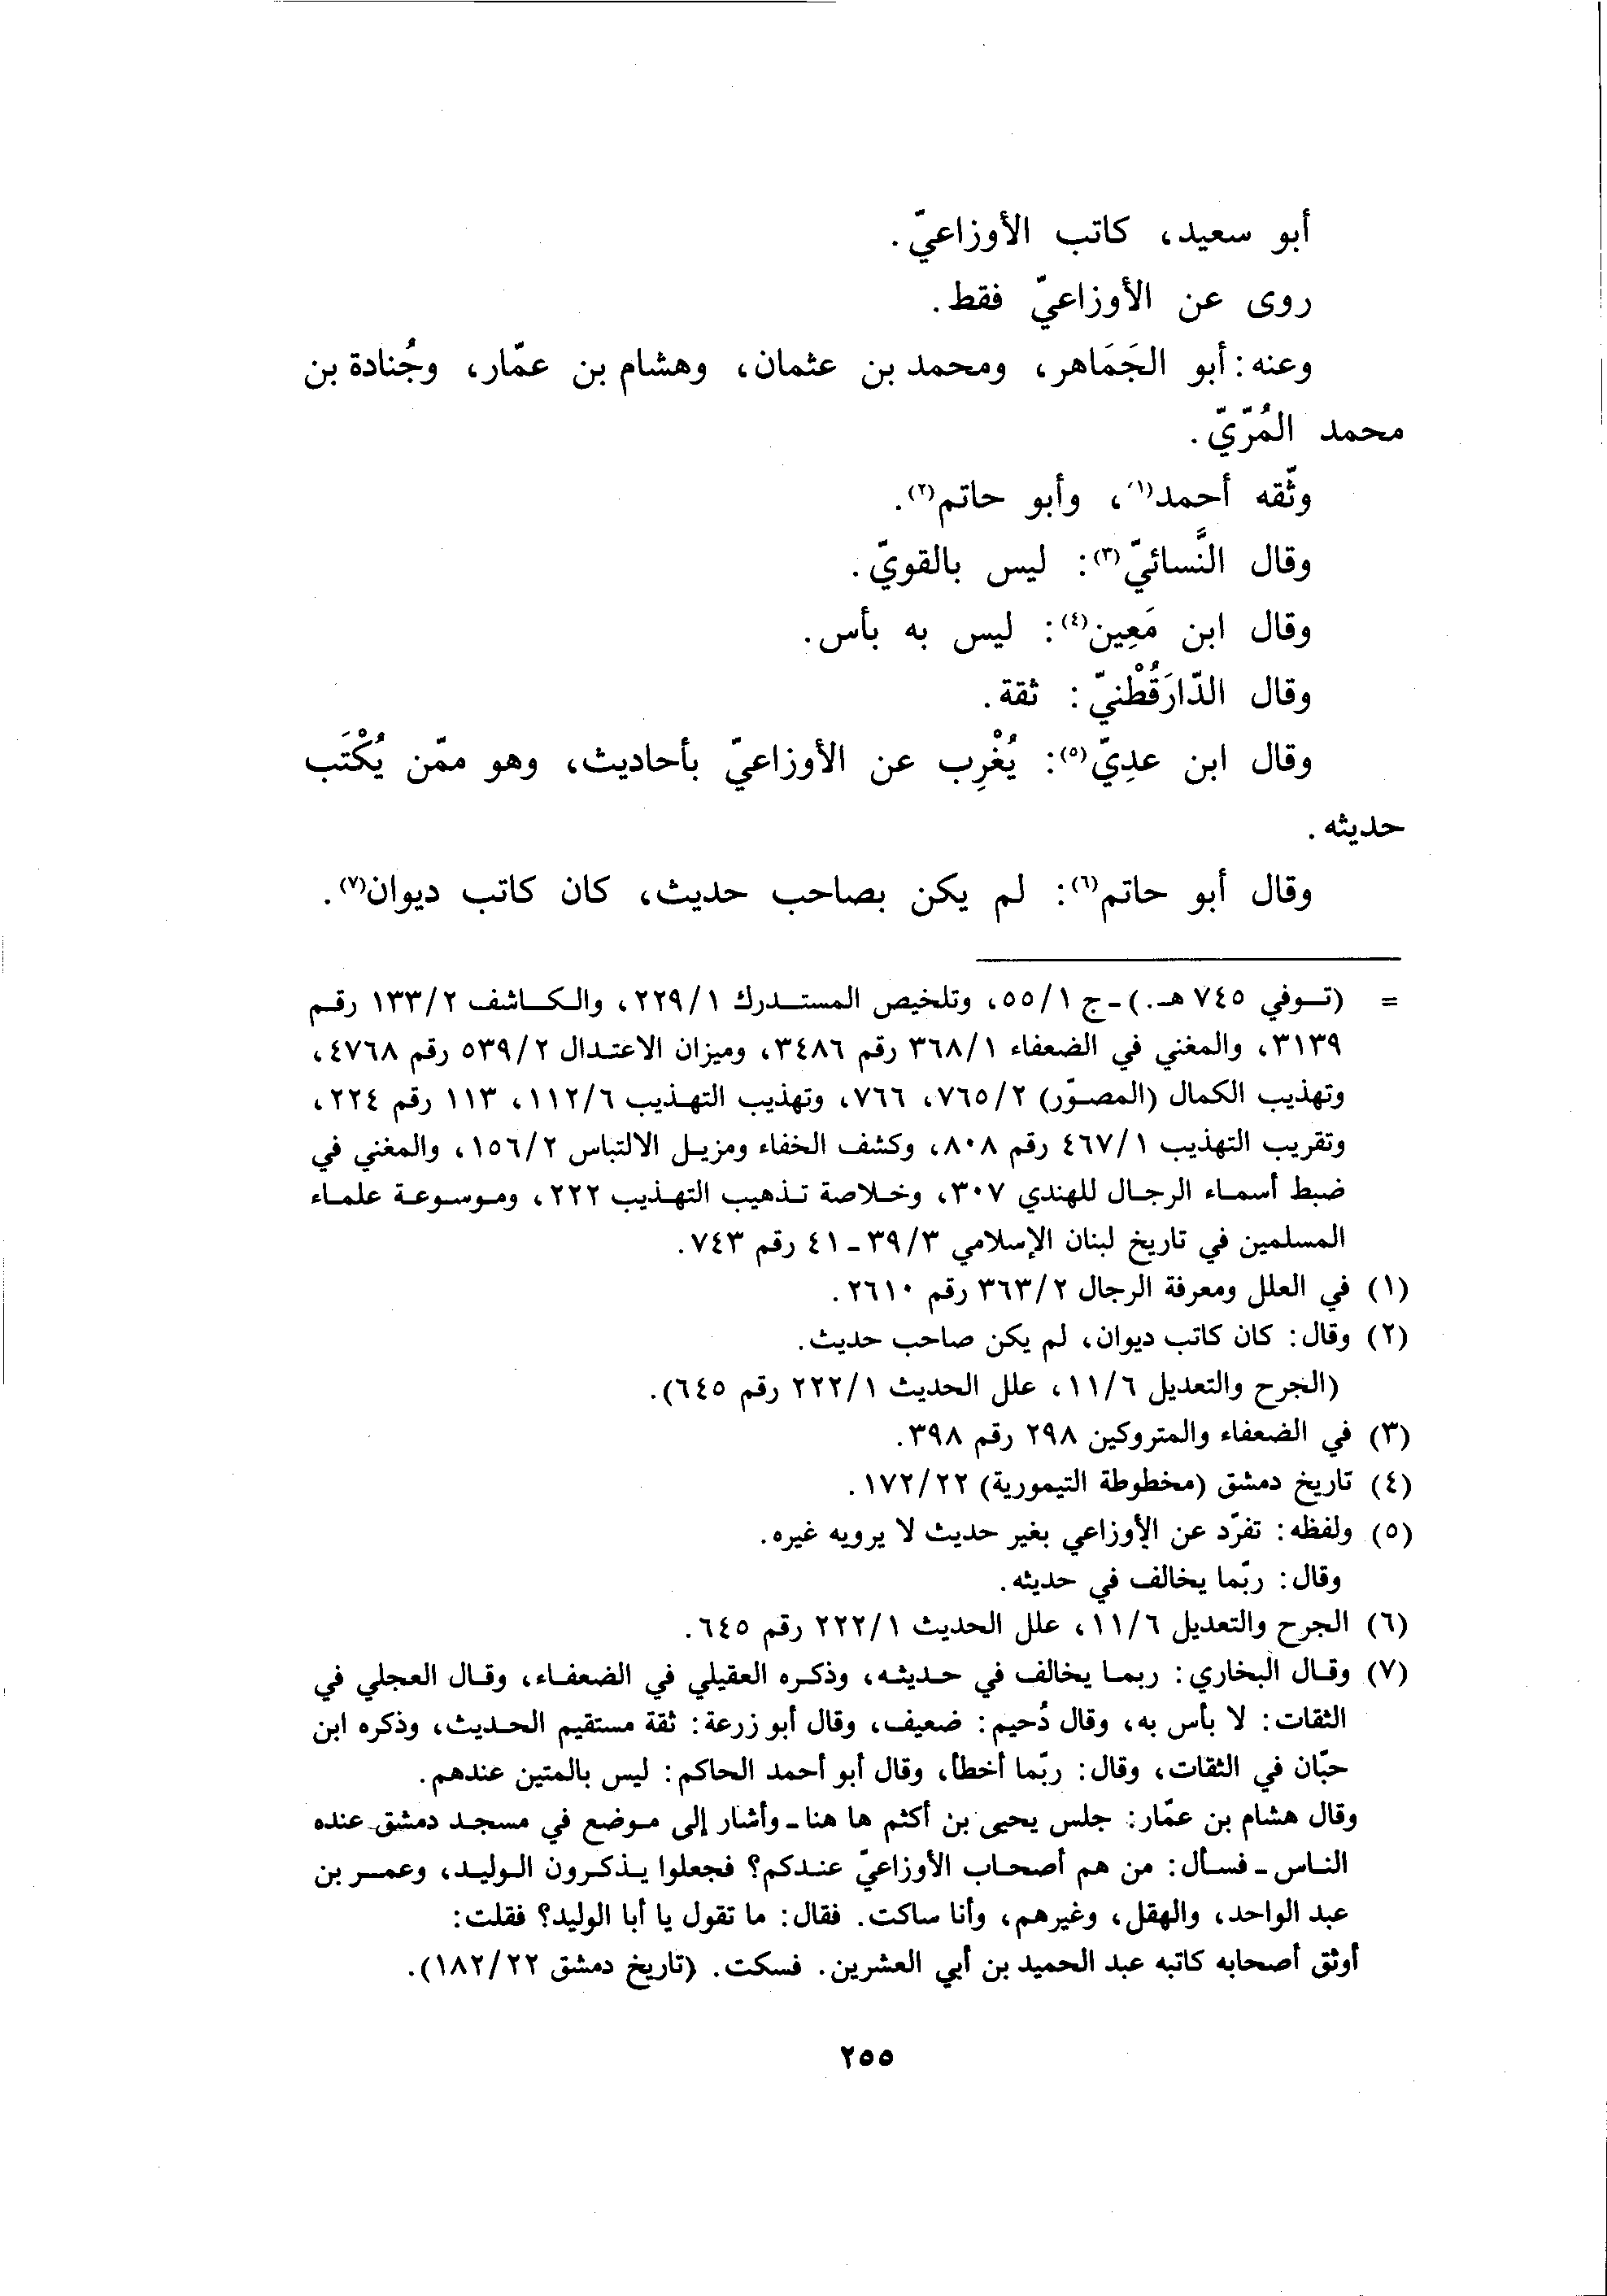 أبو سعيد، كاتب الأوزاعيّ.
روى عن الأوزاعيّ فقط.
وعنه: أبو الجَمَاهر، ومحمد بن عثمان، وهشام بن عمّار، وجُنادة بن
محمد المُرّيّ.
وثّقه أحمد(١)، وأبو حاتم(٢).
وقال النَّسائيّ(٣): ليس بالقويّ.
وقال ابن مَعِين(٤): ليس به بأس.
وقال الدّارَقُطْنيّ: ثقة.
وقال ابن عدِيّ(٥): يُغْرِب عن الأوزاعيّ بأحاديث، وهو ممّن يُكْتَب
حديثه.
وقال أبو حاتم(٦): لم يكن بصاحب حديث، كان كاتب ديوان(٧).
= (توفي ٧٤٥ هـ.) - ج ١/ ٥٥، وتلخيص المستدرك ١/ ٢٢٩، والكاشف ٢/ ١٣٣ رقم
٣١٣٩، والمغني في الضعفاء ١/ ٣٦٨ رقم ٣٤٨٦، وميزان الاعتدال ٢/ ٥٣٩ رقم ٤٧٦٨،
وتهذيب الكمال (المصوّر) ٢/ ٧٦٥، ٧٦٦، وتهذيب التهذيب ٦/ ١١٢، ١١٣ رقم ٢٢٤،
وتقريب التهذيب ١/ ٤٦٧ رقم ٨٠٨، وكشف الخفاء ومزيل الالتباس ٢/ ١٥٦، والمغني في
ضبط أسماء الرجال للهندي ٣٠٧، وخلاصة تذهيب التهذيب ٢٢٢، وموسوعة علماء
المسلمين في تاريخ لبنان الإسلامي ٣/ ٣٩ - ٤١ رقم ٧٤٣.
(١) في العلل ومعرفة الرجال ٢/ ٣٦٣ رقم ٢٦١٠.
(٢) وقال: كان كاتب ديوان، لم يكن صاحب حديث.
(الجرح والتعديل ٦/ ١١، علل الحديث ١/ ٢٢٢ رقم ٦٤٥).
(٣) في الضعفاء والمتروكين ٢٩٨ رقم ٣٩٨.
(٤) تاريخ دمشق (مخطوطة التيمورية) ٢٢/ ١٧٢.
(٥) ولفظه: تفرّد عن الأوزاعي بغير حديث لا يرويه غيره.
وقال: ربّما يخالف في حديثه.
(٦) الجرح والتعديل ٦/ ١١، علل الحديث ١/ ٢٢٢ رقم ٦٤٥.
(٧) وقال البخاري: ربما يخالف في حديثه، وذكره العقيلي في الضعفاء، وقال العجلي في
الثقات: لا بأس به، وقال دُحيم: ضعيف، وقال أبو زرعة: ثقة مستقيم الحديث، وذكره ابن
حبّان في الثقات، وقال: ربّما أخطأ، وقال أبو أحمد الحاكم: ليس بالمتين عندهم.
وقال هشام بن عمّار: جلس يحيى بن أكثم ها هنا - وأشار إلى موضع في مسجد دمشق عنده
الناس - فسأل: من هم أصحاب الأوزاعيّ عندكم؟ فجعلوا يذكرون الوليد، وعمر بن
عبد الواحد، والهقل، وغيرهم، وأنا ساكت. فقال: ما تقول يا أبا الوليد؟ فقلت:
أوثق أصحابه كاتبه عبد الحميد بن أبي العشرين. فسكت. (تاريخ دمشق ٢٢/ ١٨٢).
٢٥٥